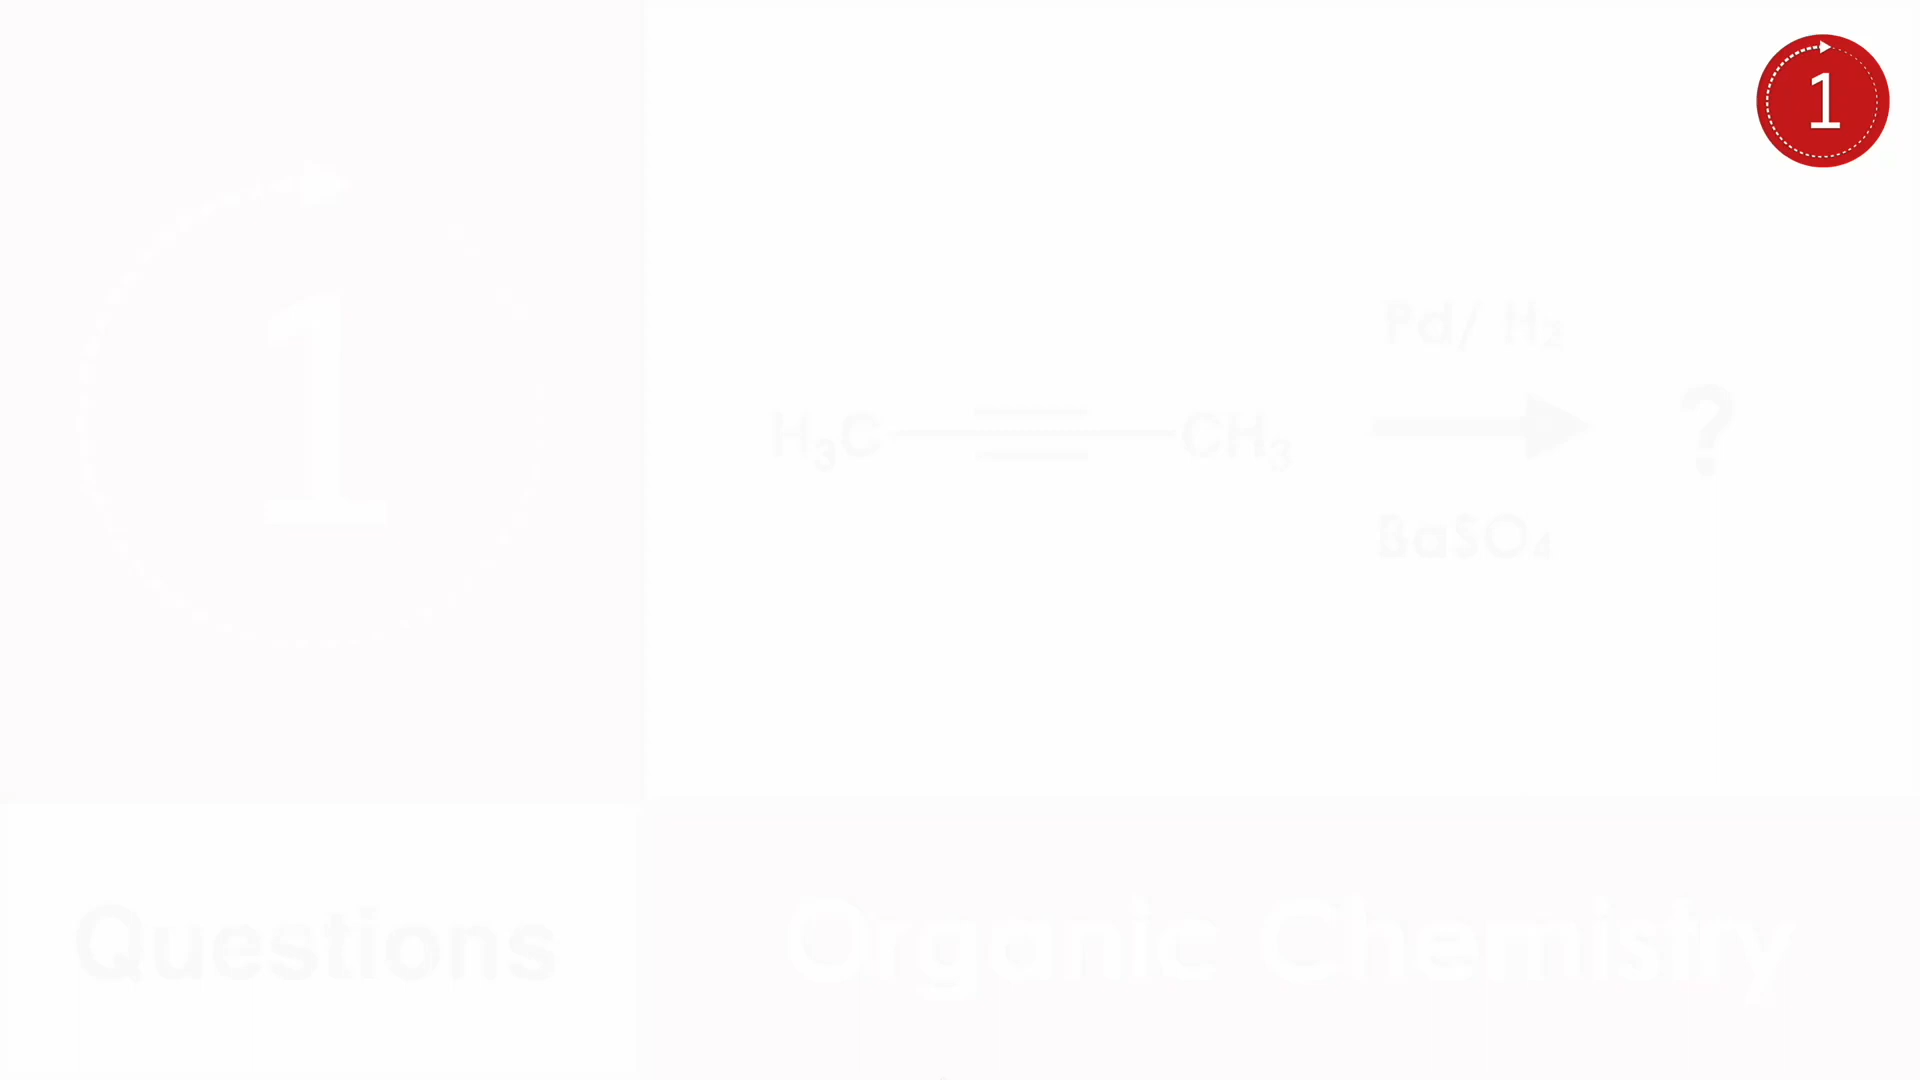 1
1
Pd/ H₂
H₃C CH₃ ?
BaSO₄
Questions
Organic Chemistry